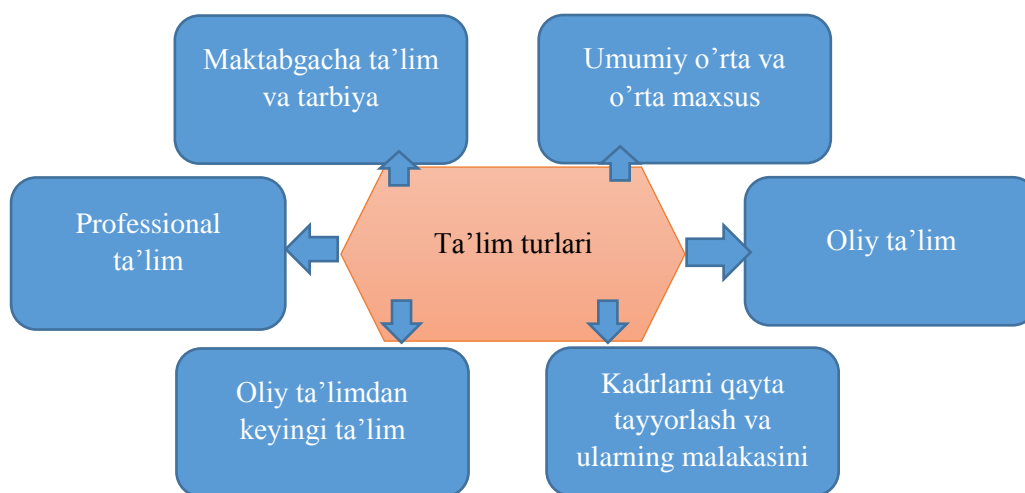 Maktabgacha ta’lim
va tarbiya
Umumiy o’rta va
o’rta maxsus
Professional
ta’lim
Ta’lim turlari
Oliy ta’lim
Oliy ta’limdan
keyingi ta’lim
Kadrlarni qayta
tayyorlash va
ularning malakasini